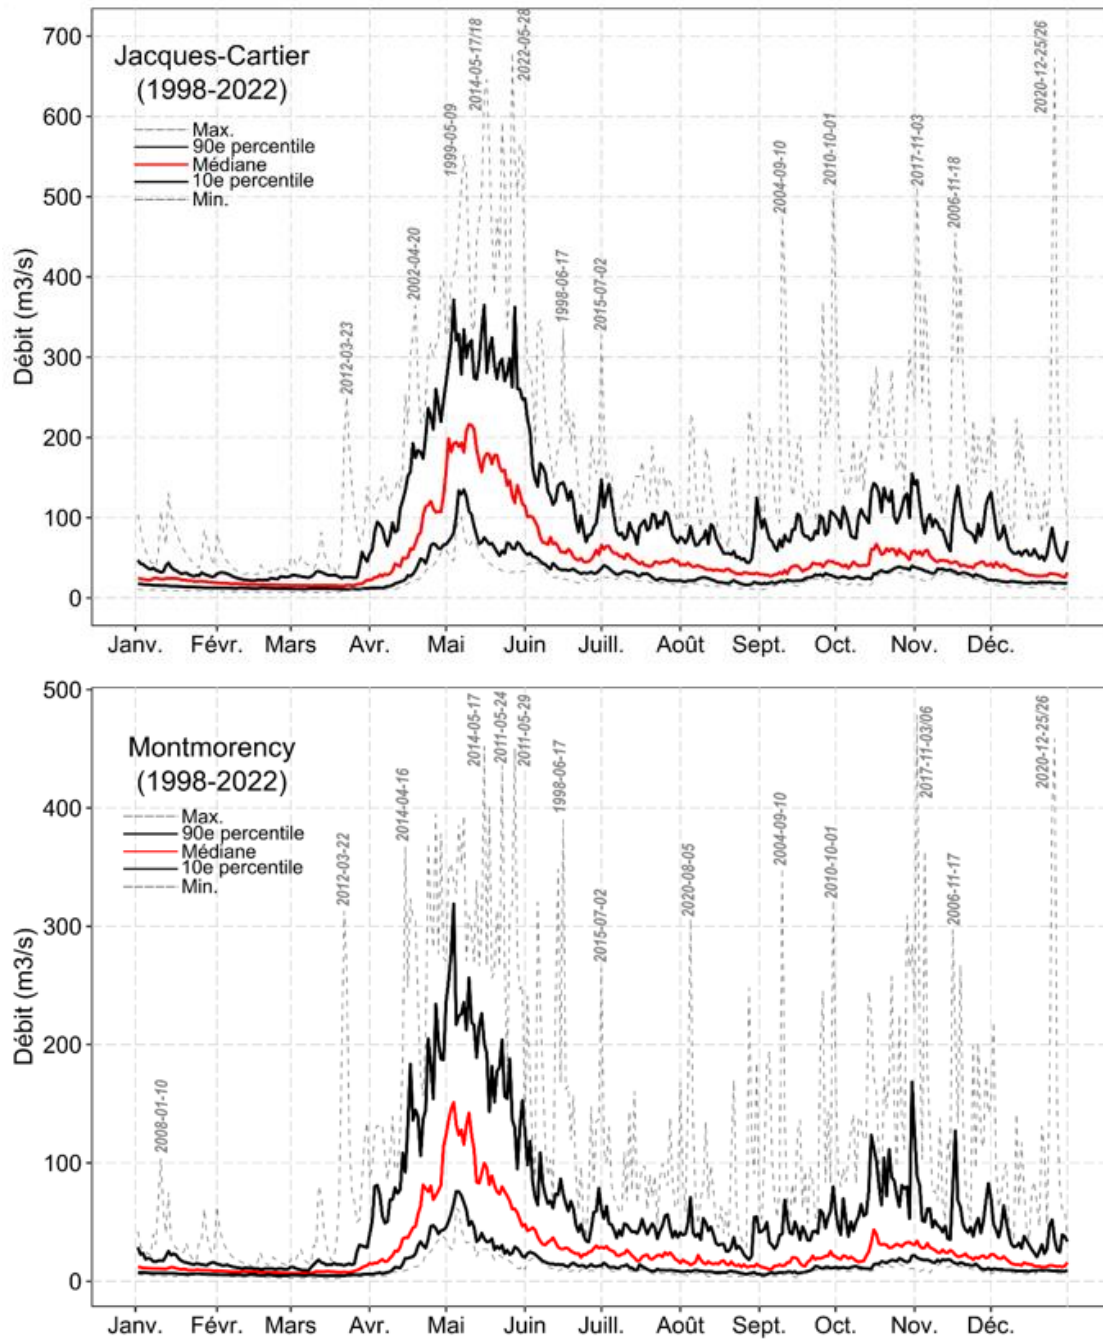 700
600
500
400
300
200
100
0
Débit (m3/s)
Jacques-Cartier
(1998-2022)
Max.
90e percentile
Médiane
10e percentile
Min.
2012-03-23
2002-04-20
1999-05-09
2014-05-17/18
2022-05-28
1998-06-17
2015-07-02
2004-09-10
2010-10-01
2017-11-03
2006-11-18
2020-12-25/26
Janv. Févr. Mars Avr. Mai Juin Juill. Août Sept. Oct. Nov. Déc.
500
400
300
200
100
0
Débit (m3/s)
Montmorency
(1998-2022)
Max.
90e percentile
Médiane
10e percentile
Min.
2008-01-10
2012-03-22
2014-04-16
2014-05-17
2011-05-24
2011-05-29
1998-06-17
2015-07-02
2020-08-05
2004-09-10
2010-10-01
2017-11-03/06
2006-11-17
2020-12-25/26
Janv. Févr. Mars Avr. Mai Juin Juill. Août Sept. Oct. Nov. Déc.